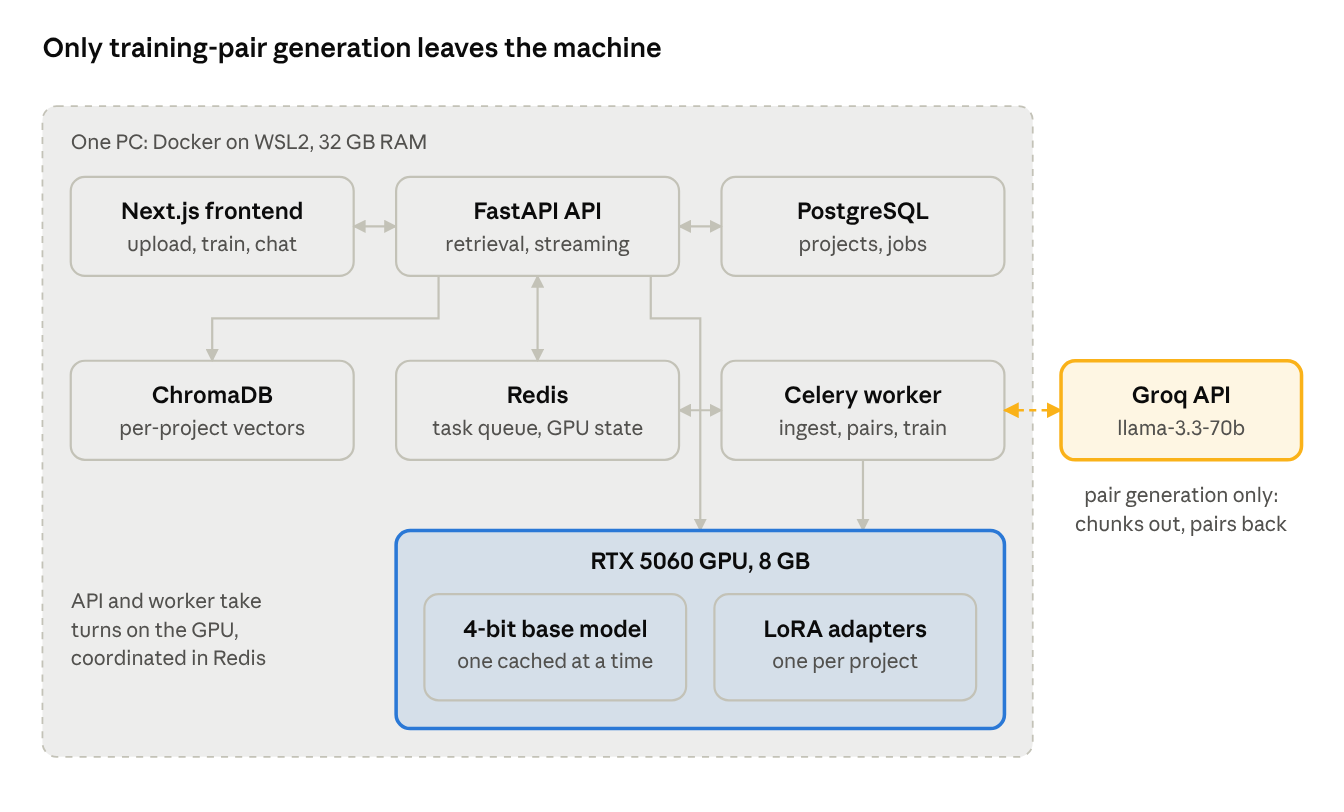 Only training-pair generation leaves the machine
One PC: Docker on WSL2, 32 GB RAM
Next.js frontend
upload, train, chat
FastAPI API
retrieval, streaming
PostgreSQL
projects, jobs
ChromaDB
per-project vectors
Redis
task queue, GPU state
Celery worker
ingest, pairs, train
Groq API
llama-3.3-70b
pair generation only:
chunks out, pairs back
RTX 5060 GPU, 8 GB
4-bit base model
one cached at a time
LoRA adapters
one per project
API and worker take
turns on the GPU,
coordinated in Redis